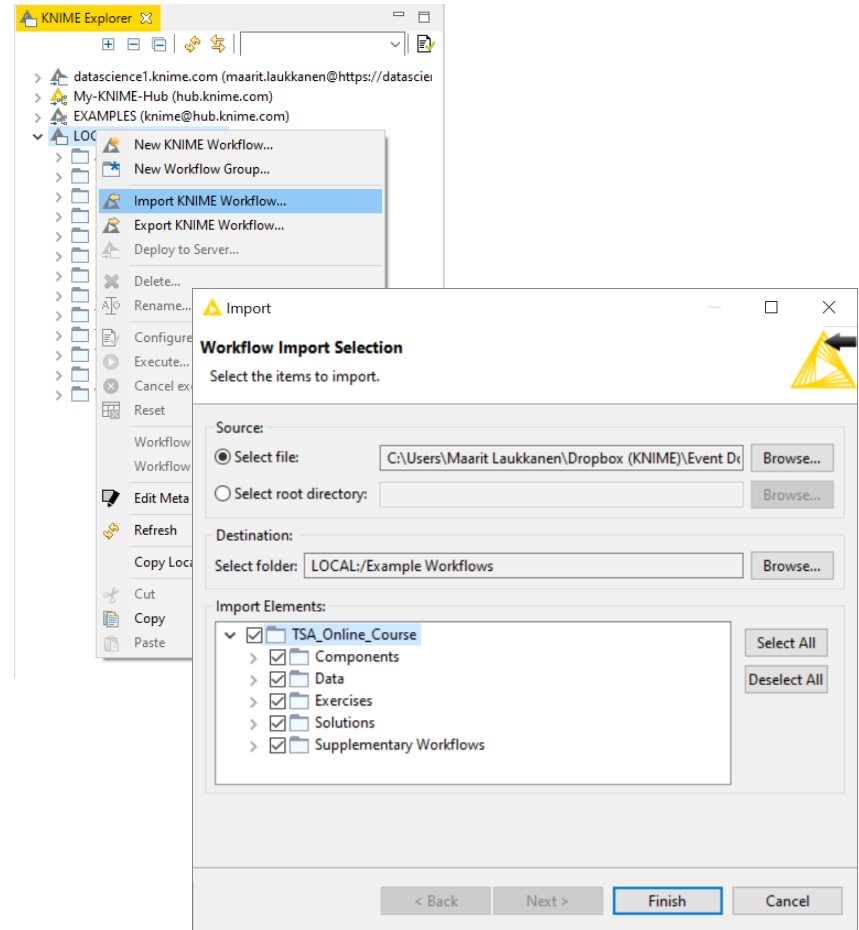 KNIME Explorer
datascience1.knime.com (maarit.laukkanen@https://datascie
My-KNIME-Hub (hub.knime.com)
EXAMPLES (knime@hub.knime.com)
LOC
New KNIME Workflow...
New Workflow Group...
Import KNIME Workflow...
Export KNIME Workflow...
Deploy to Server...
Delete...
Rename...
Configure
Execute...
Cancel exe
Reset
Workflow
Workflow
Edit Meta
Refresh
Copy Loca
Cut
Copy
Paste
Import
Workflow Import Selection
Select the items to import.
Source:
Select file: C:\Users\Maarit Laukkanen\Dropbox (KNIME)\Event Dc Browse...
Select root directory: Browse...
Destination:
Select folder: LOCAL:/Example Workflows Browse...
Import Elements:
TSA_Online_Course
Components
Data
Exercises
Solutions
Supplementary Workflows
Select All
Deselect All
< Back Next > Finish Cancel